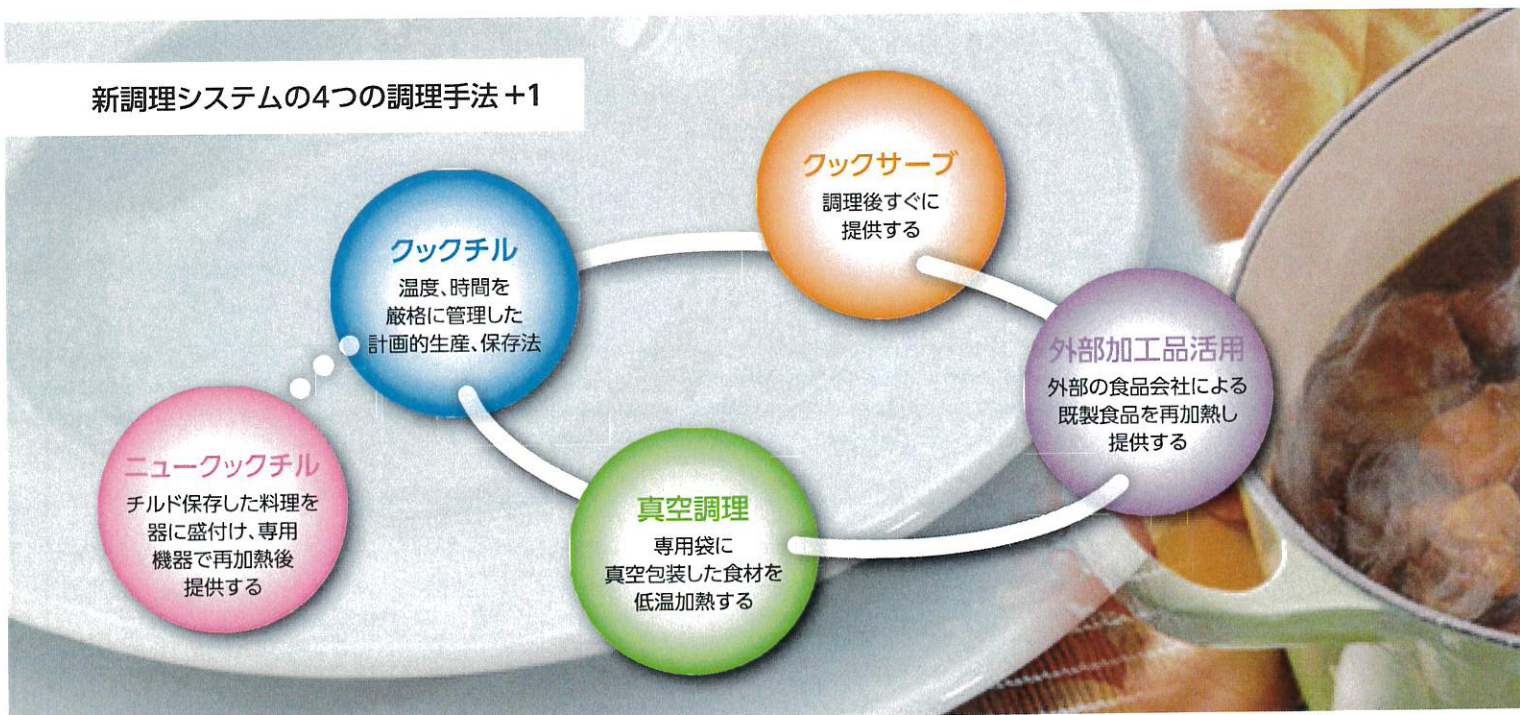 新調理システムの4つの調理手法+1
クックサーブ
調理後すぐに
提供する
クックチル
温度、時間を
厳格に管理した
計画的生産、保存法
外部加工品活用
外部の食品会社による
既製食品を再加熱し
提供する
ニュークックチル
チルド保存した料理を
器に盛付け、専用
機器で再加熱後
提供する
真空調理
専用袋に
真空包装した食材を
低温加熱する